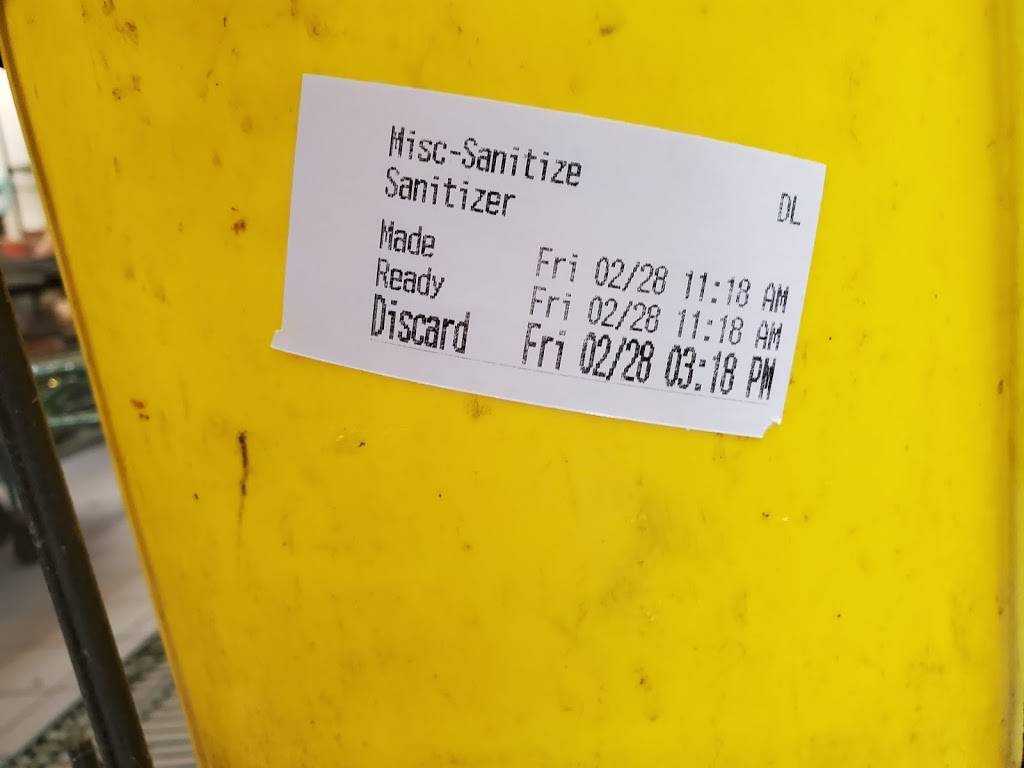 Misc-Sanitize
Sanitizer DL
Made Fri 02/28 11:18 AM
Ready Fri 02/28 11:18 AM
Discard Fri 02/28 03:18 PM